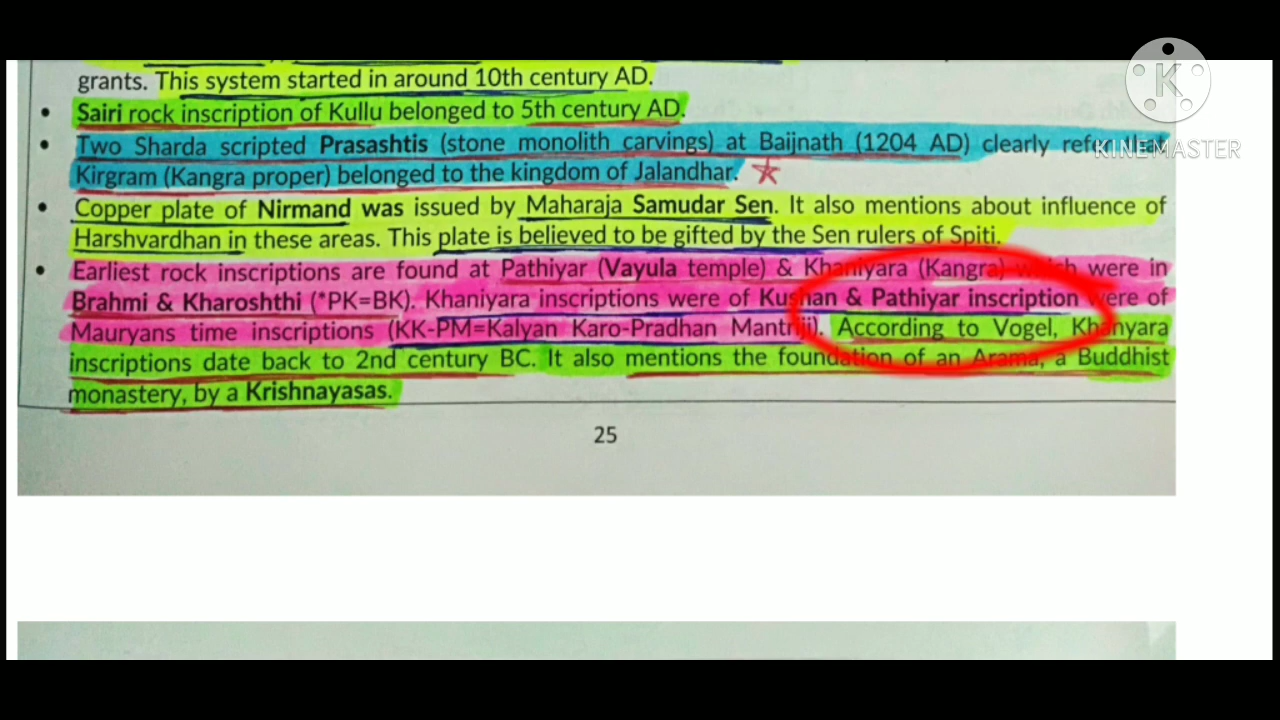 grants. This system started in around 10th century AD.
• Sairi rock inscription of Kullu belonged to 5th century AD.
• Two Sharda scripted Prasashtis (stone monolith carvings) at Baijnath (1204 AD) clearly refer that
Kirgram (Kangra proper) belonged to the kingdom of Jalandhar.
• Copper plate of Nirmand was issued by Maharaja Samudar Sen. It also mentions about influence of
Harshvardhan in these areas. This plate is believed to be gifted by the Sen rulers of Spiti.
• Earliest rock inscriptions are found at Pathiyar (Vayula temple) & Khaniyara (Kangra) which were in
Brahmi & Kharoshthi (*PK=BK). Khaniyara inscriptions were of Kushan & Pathiyar inscription were of
Mauryans time inscriptions (KK-PM=Kalyan Karo-Pradhan Mantriji). According to Vogel, Khanyara
inscriptions date back to 2nd century BC. It also mentions the foundation of an Arama, a Buddhist
monastery, by a Krishnayasas.
25
K
KINEMASTER